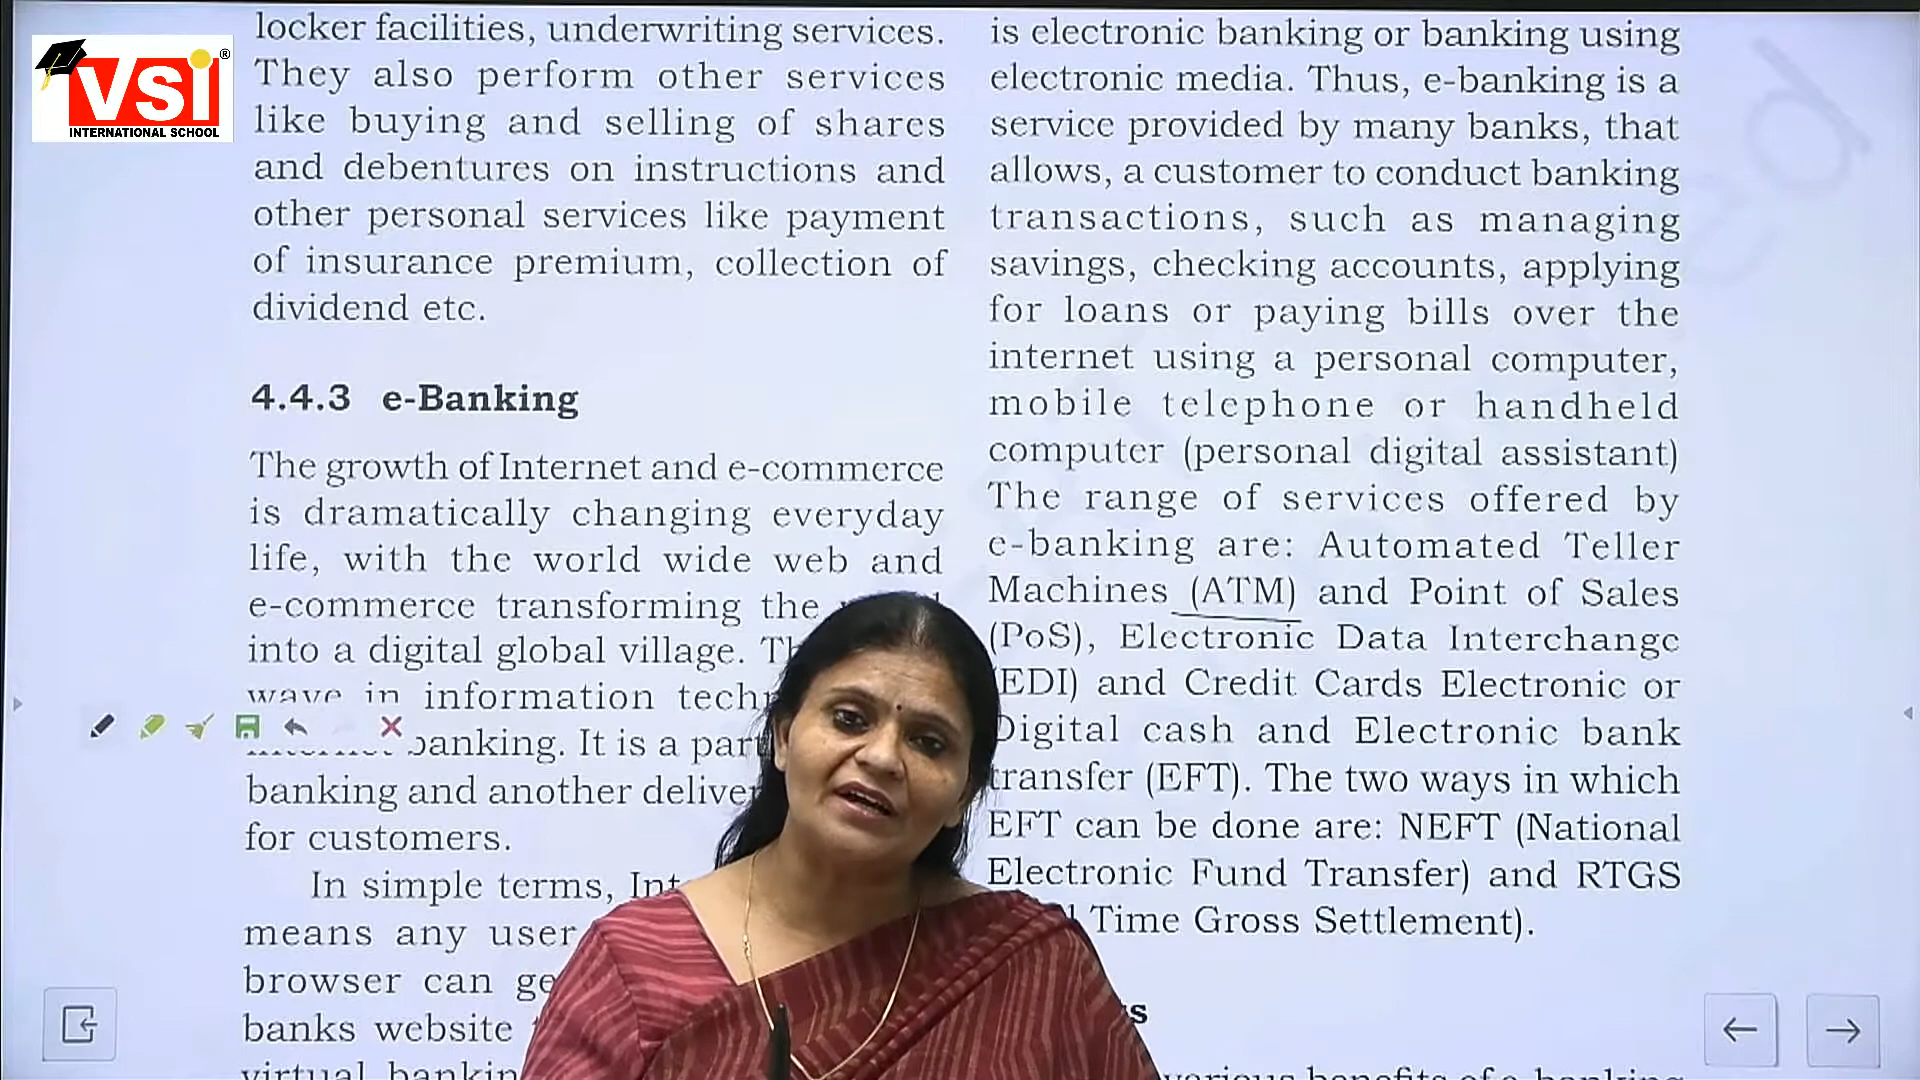 VSI
®
INTERNATIONAL SCHOOL
locker facilities, underwriting services.
They also perform other services
like buying and selling of shares
and debentures on instructions and
other personal services like payment
of insurance premium, collection of
dividend etc.
4.4.3 e-Banking
The growth of Internet and e-commerce
is dramatically changing everyday
life, with the world wide web and
e-commerce transforming the
into a digital global village.
wave in information
banking. It is a
banking and another
for customers.
In simple terms,
means any user
browser can
banks website
virtual
is electronic banking or banking using
electronic media. Thus, e-banking is a
service provided by many banks, that
allows, a customer to conduct banking
transactions, such as managing
savings, checking accounts, applying
for loans or paying bills over the
internet using a personal computer,
mobile telephone or handheld
computer (personal digital assistant)
The range of services offered by
e-banking are: Automated Teller
Machines (ATM) and Point of Sales
(PoS), Electronic Data Interchange
(EDI) and Credit Cards Electronic or
Digital cash and Electronic bank
transfer (EFT). The two ways in which
EFT can be done are: NEFT (National
Electronic Fund Transfer) and RTGS
Time Gross Settlement).
various benefits of e-banking